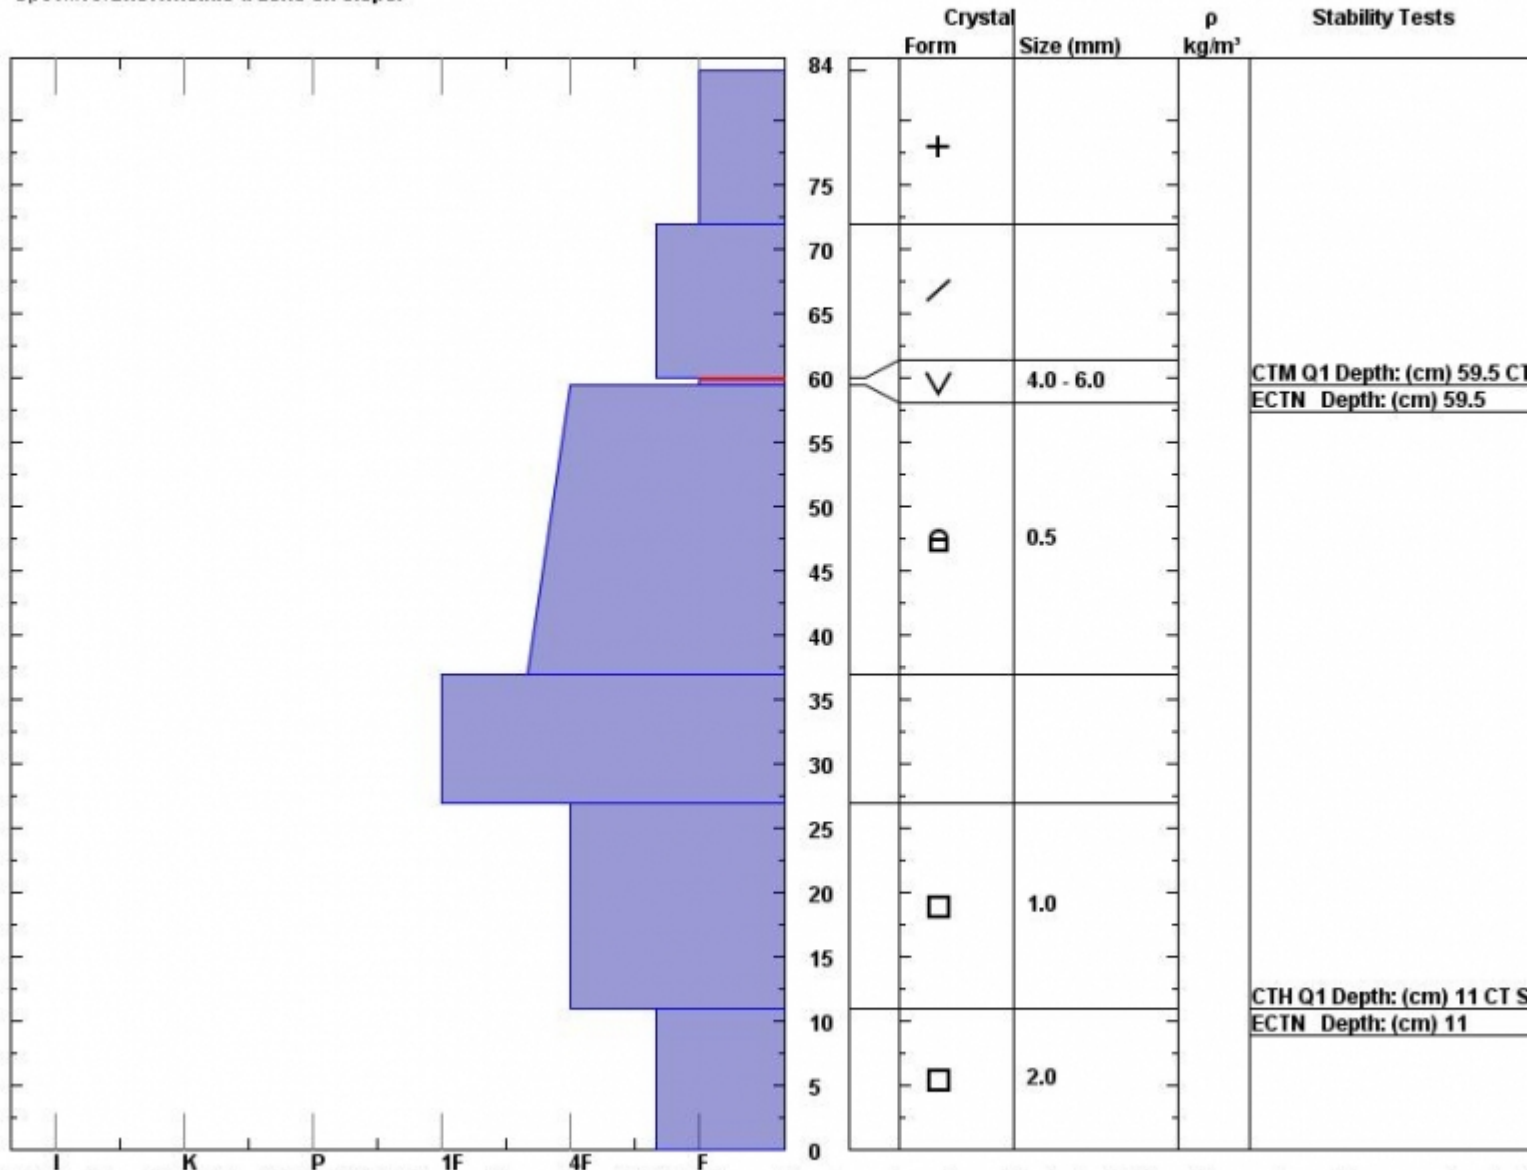 Crystal ρ Stability Tests
Form Size (mm) kg/m³
84
75
70
65
60 4.0 - 6.0 CTM Q1 Depth: (cm) 59.5 CT
ECTN Depth: (cm) 59.5
55
50
0.5
45
40
35
30
25
20
1.0
15
CTH Q1 Depth: (cm) 11 CT S
10 ECTN Depth: (cm) 11
5 2.0
0
I K P 1F 4F F